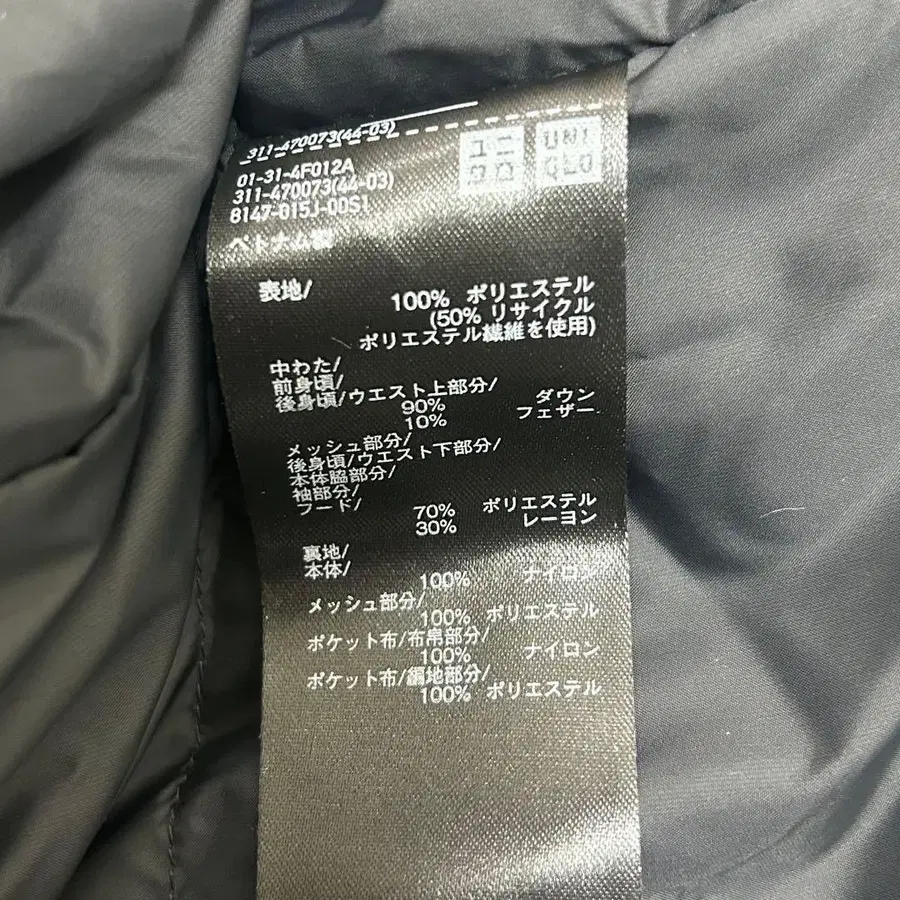 311-470073(44-03)
ユニ
クロ
UNI
QLO
01-31-4F012A
311-470073(44-03)
8147-015J-00S1
ベトナム製
表地/
100% ポリエステル
(50% リサイクル
ポリエステル繊維を使用)
中わた/
前身頃/
後身頃/ウエスト上部分/
90% ダウン
10% フェザー
メッシュ部分/
後身頃/ウエスト下部分/
本体脇部分/
袖部分/
フード/
70% ポリエステル
30% レーヨン
裏地/
本体/
100% ナイロン
メッシュ部分/
100% ポリエステル
ポケット布/布帛部分/
100% ナイロン
ポケット布/編地部分/
100% ポリエステル